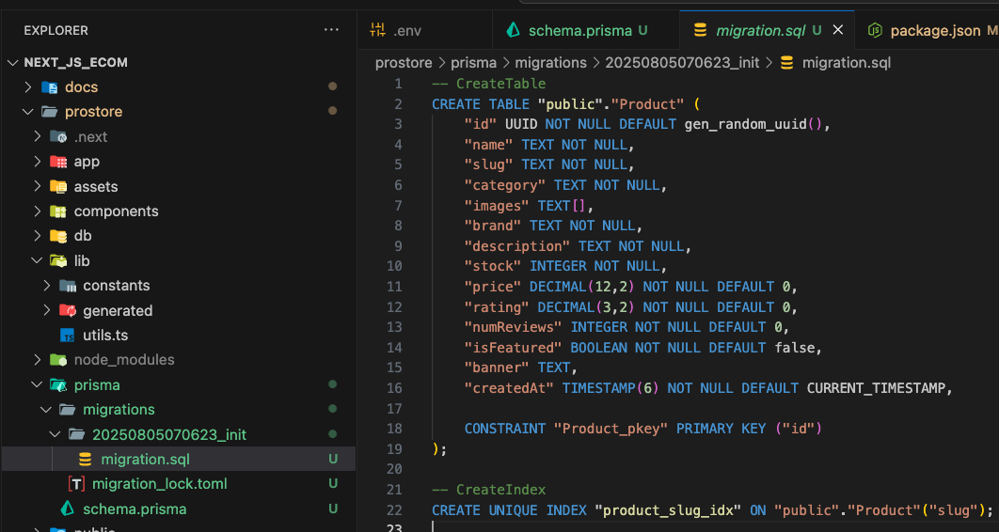 EXPLORER
NEXT_JS_ECOM
docs
prostore
.next
app
assets
components
db
lib
constants
generated
utils.ts
node_modules
prisma
migrations
20250805070623_init
migration.sql U
migration_lock.toml U
schema.prisma U
public
.env
schema.prisma U
migration.sql U
package.json M
prostore > prisma > migrations > 20250805070623_init > migration.sql
1 -- CreateTable
2 CREATE TABLE "public"."Product" (
3 "id" UUID NOT NULL DEFAULT gen_random_uuid(),
4 "name" TEXT NOT NULL,
5 "slug" TEXT NOT NULL,
6 "category" TEXT NOT NULL,
7 "images" TEXT[],
8 "brand" TEXT NOT NULL,
9 "description" TEXT NOT NULL,
10 "stock" INTEGER NOT NULL,
11 "price" DECIMAL(12,2) NOT NULL DEFAULT 0,
12 "rating" DECIMAL(3,2) NOT NULL DEFAULT 0,
13 "numReviews" INTEGER NOT NULL DEFAULT 0,
14 "isFeatured" BOOLEAN NOT NULL DEFAULT false,
15 "banner" TEXT,
16 "createdAt" TIMESTAMP(6) NOT NULL DEFAULT CURRENT_TIMESTAMP,
17
18 CONSTRAINT "Product_pkey" PRIMARY KEY ("id")
19 );
20
21 -- CreateIndex
22 CREATE UNIQUE INDEX "product_slug_idx" ON "public"."Product"("slug");
23